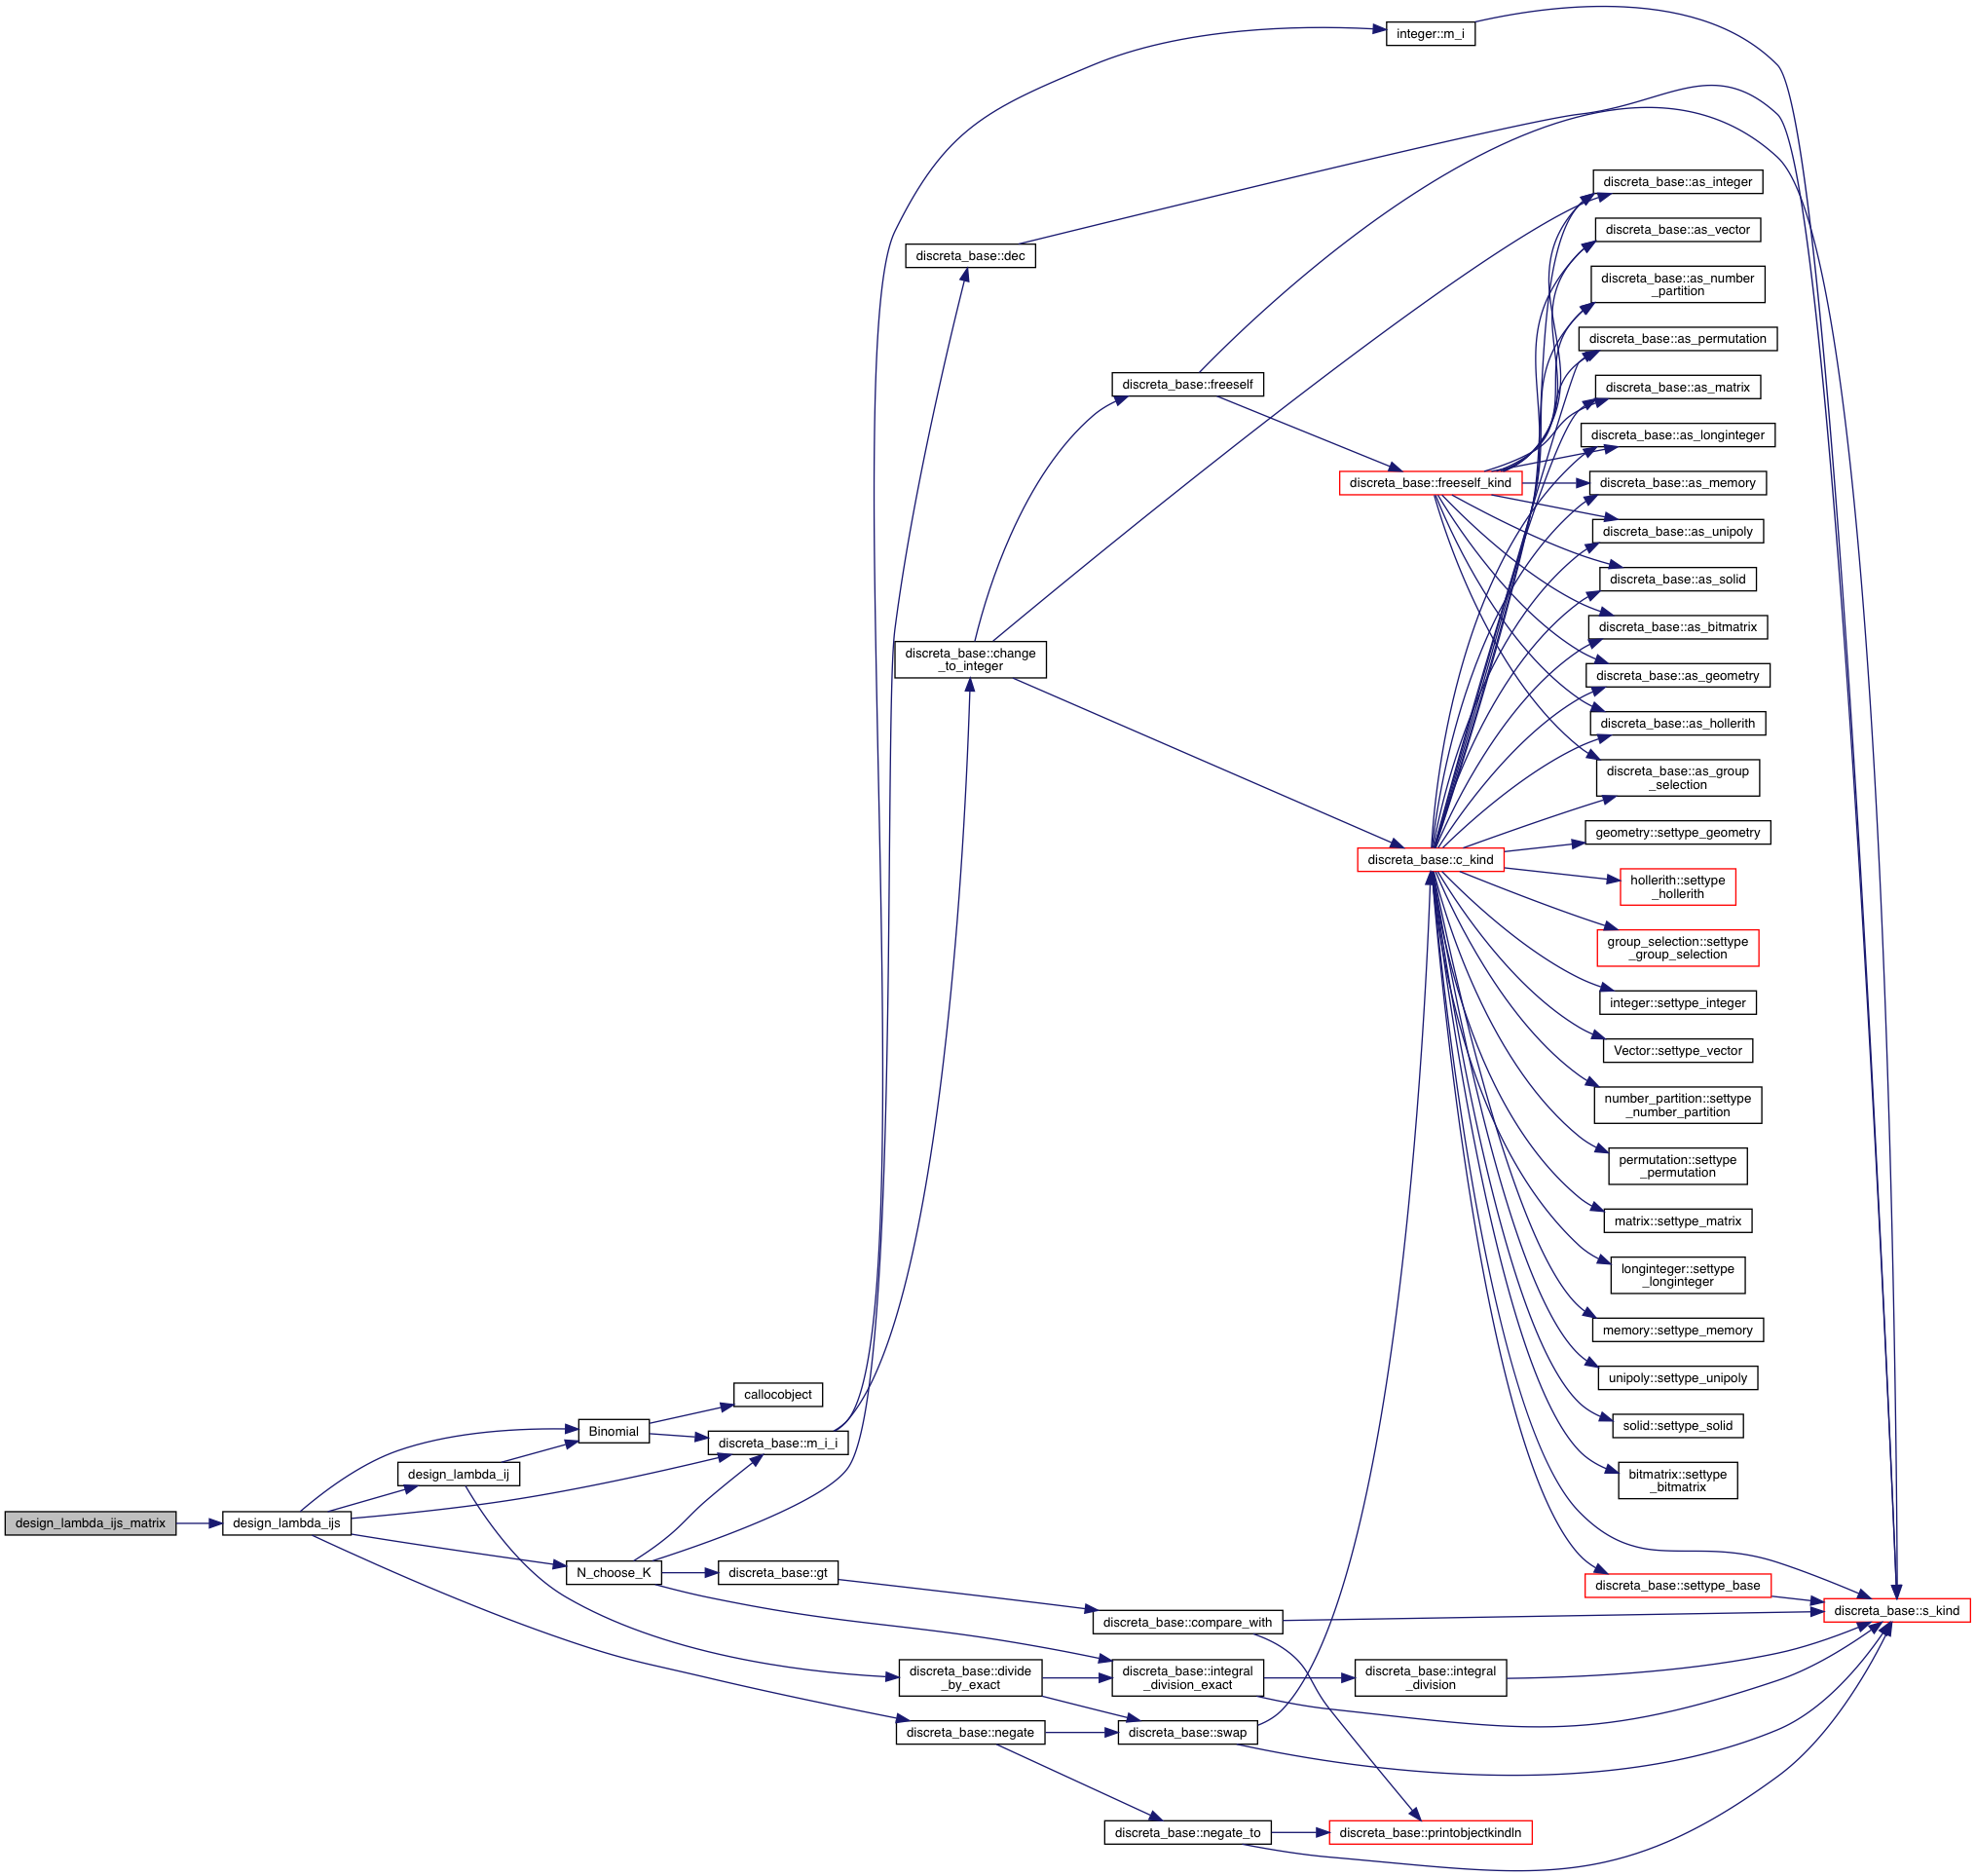 integer::m_i
discreta_base::as_integer
discreta_base::as_vector
discreta_base::dec
discreta_base::as_number
_partition
discreta_base::as_permutation
discreta_base::freeself
discreta_base::as_matrix
discreta_base::as_longinteger
discreta_base::freeself_kind
discreta_base::as_memory
discreta_base::as_unipoly
discreta_base::as_solid
discreta_base::as_bitmatrix
discreta_base::change
_to_integer
discreta_base::as_geometry
discreta_base::as_hollerith
discreta_base::as_group
_selection
geometry::settype_geometry
discreta_base::c_kind
hollerith::settype
_hollerith
group_selection::settype
_group_selection
integer::settype_integer
Vector::settype_vector
number_partition::settype
_number_partition
permutation::settype
_permutation
matrix::settype_matrix
longinteger::settype
_longinteger
memory::settype_memory
unipoly::settype_unipoly
callocobject
solid::settype_solid
Binomial
discreta_base::m_i_i
design_lambda_ij
bitmatrix::settype
_bitmatrix
design_lambda_ijs_matrix
design_lambda_ijs
N_choose_K
discreta_base::gt
discreta_base::settype_base
discreta_base::s_kind
discreta_base::compare_with
discreta_base::divide
_by_exact
discreta_base::integral
_division_exact
discreta_base::integral
_division
discreta_base::negate
discreta_base::swap
discreta_base::negate_to
discreta_base::printobjectkindln